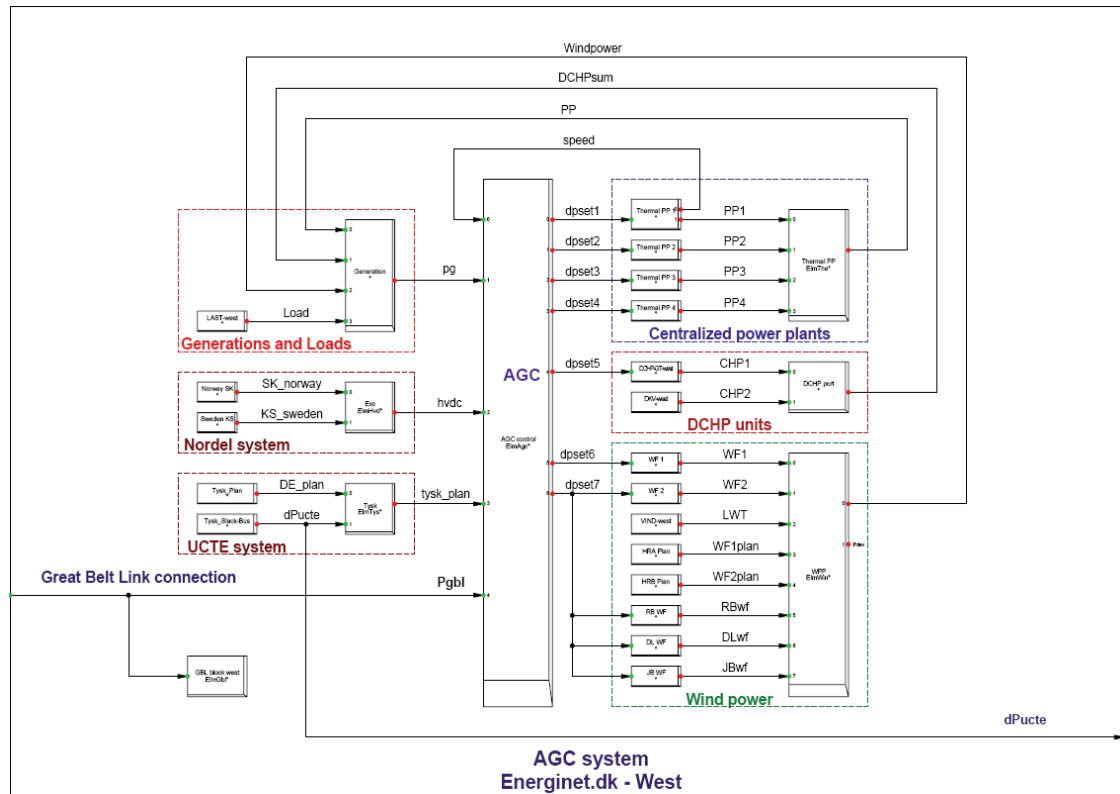 Windpower
DCHPsum
PP
speed
Thermal PP 1
dpset1
PP1
dpset2
Thermal PP 2
PP2
dpset3
Thermal PP 3
PP3
dpset4
Thermal PP 4
PP4
Thermal PP
ElmThe*
Centralized power plants
Generation
pg
LAST-west
Load
Generations and Loads
AGC
AGC control
ElmAgc*
dpset5
CHP1
DKV-west
CHP2
DCHP port
DCHP units
Norway SK
SK_norway
Sweden KS
KS_sweden
Exc
ElmHvd*
hvdc
Nordel system
Tysk_Plan
DE_plan
Tysk_Slack-Bus
dPucte
Tysk
ElmTys*
tysk_plan
UCTE system
dpset6
WF 1
WF1
dpset7
WF 2
WF2
VIND-west
LWT
HRA Plan
WF1plan
HRB Plan
WF2plan
RB WF
RBwf
DL WF
DLwf
JB WF
JBwf
WPP
ElmWin*
Wind power
Great Belt Link connection
Pgbl
GBL block west
ElmGbl*
dPucte
AGC system
Energinet.dk - West